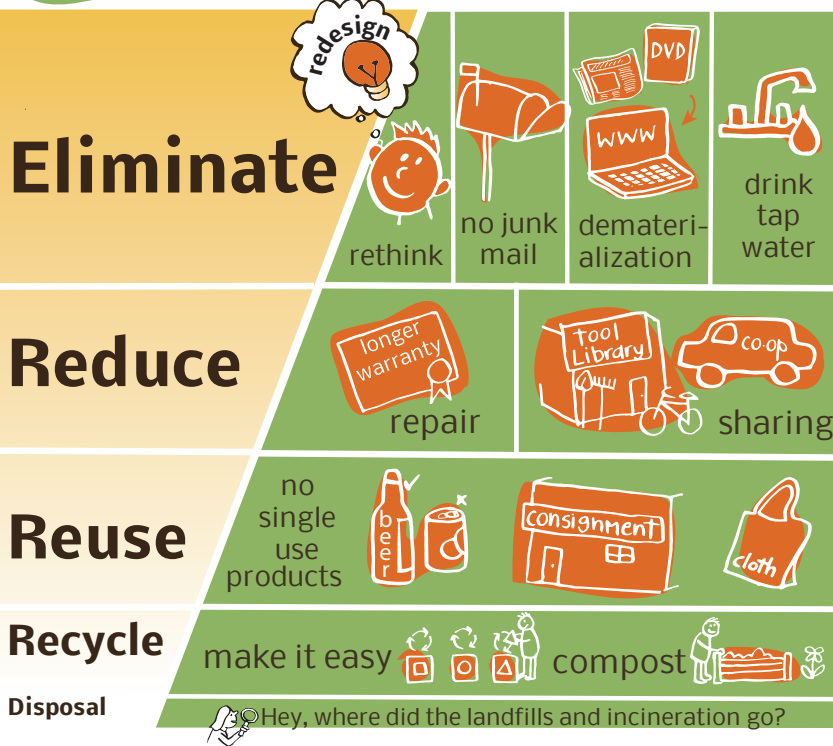 redesign
Eliminate
rethink
no junk
mail
DVD
WWW
demateri-
alization
drink
tap
water
Reduce
longer
warranty
repair
Tool
Library
co-op
sharing
Reuse
no
single
use
products
beer
consignment
cloth
Recycle
make it easy
compost
Disposal
Hey, where did the landfills and incineration go?